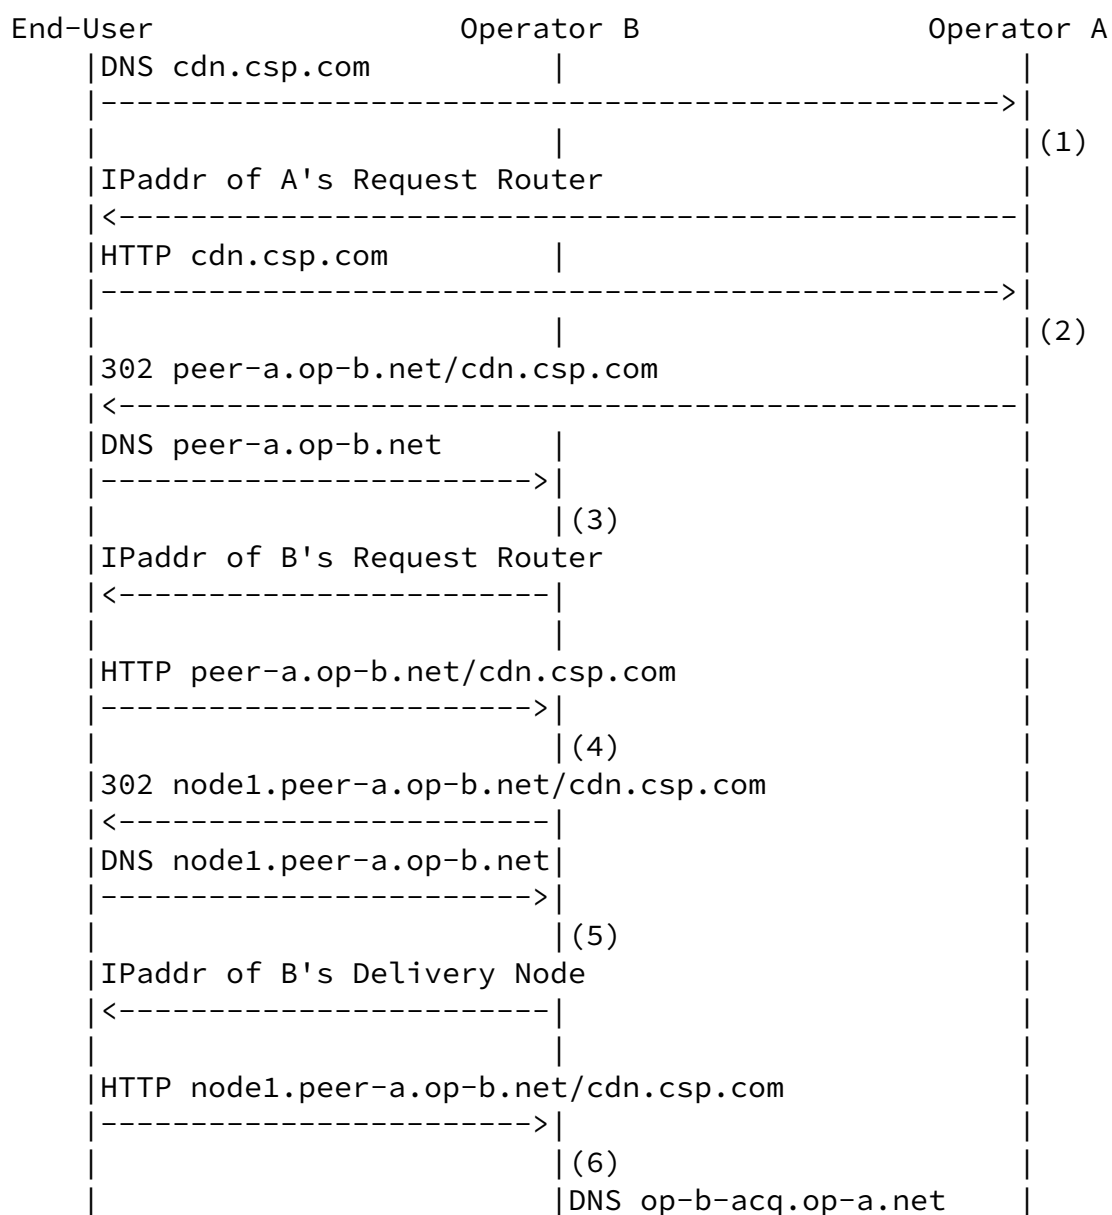 End-User                 Operator B                Operator A
    |DNS cdn.csp.com          |                         |
    |-------------------------------------------------->|
    |                         |                         |(1)
    |IPaddr of A's Request Router                       |
    |<--------------------------------------------------|
    |HTTP cdn.csp.com         |                         |
    |-------------------------------------------------->|
    |                         |                         |(2)
    |302 peer-a.op-b.net/cdn.csp.com                    |
    |<--------------------------------------------------|
    |DNS peer-a.op-b.net      |                         |
    |------------------------>|                         |
    |                         |(3)                      |
    |IPaddr of B's Request Router                       |
    |<------------------------|                         |
    |                         |                         |
    |HTTP peer-a.op-b.net/cdn.csp.com                   |
    |------------------------>|                         |
    |                         |(4)                      |
    |302 node1.peer-a.op-b.net/cdn.csp.com              |
    |<------------------------|                         |
    |DNS node1.peer-a.op-b.net|                         |
    |------------------------>|                         |
    |                         |(5)                      |
    |IPaddr of B's Delivery Node                        |
    |<------------------------|                         |
    |                         |                         |
    |HTTP node1.peer-a.op-b.net/cdn.csp.com             |
    |------------------------>|                         |
    |                         |(6)                      |
    |                         |DNS op-b-acq.op-a.net    |